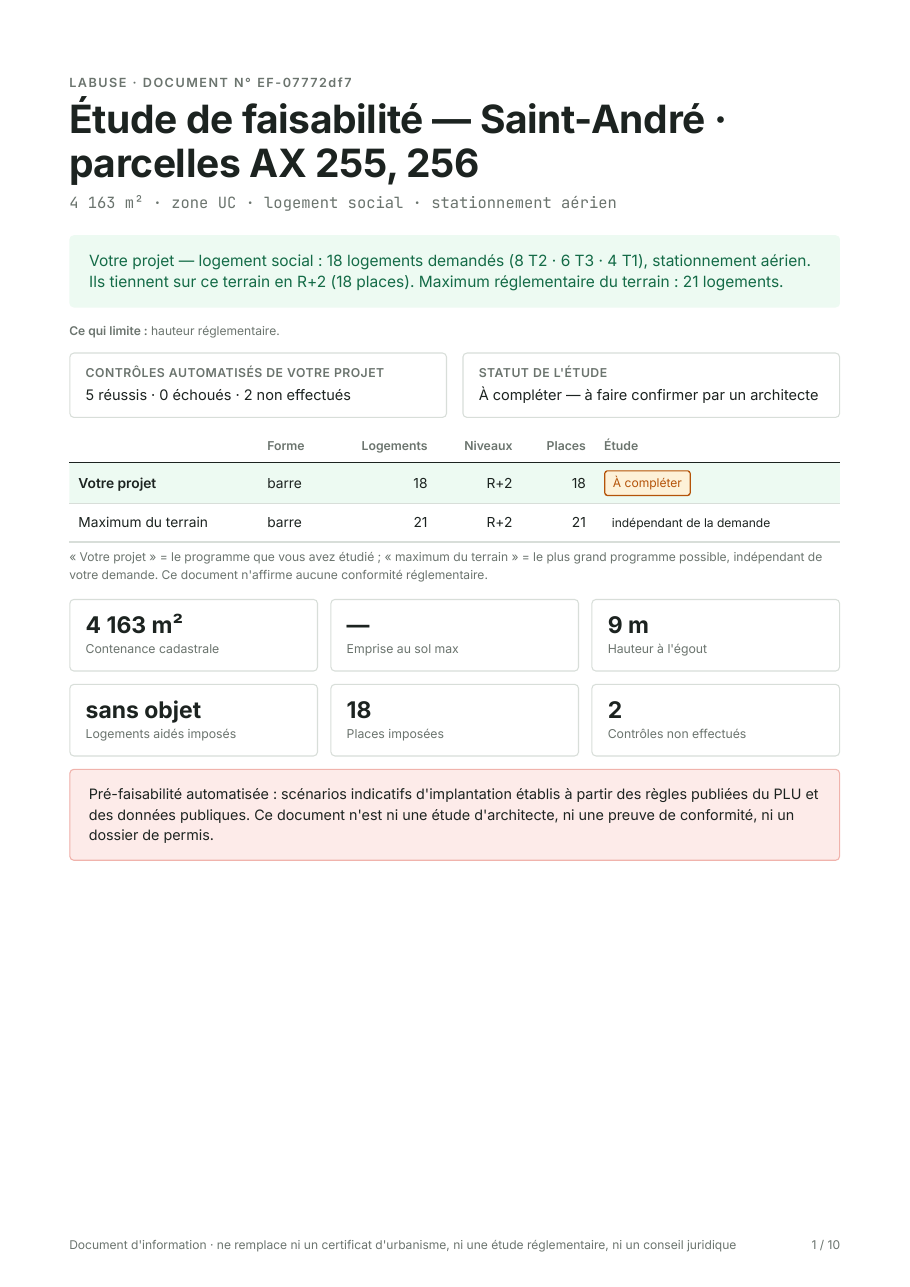 LABUSE · DOCUMENT N° EF-07772df7
Étude de faisabilité — Saint-André ·
parcelles AX 255, 256
4 163 m² · zone UC · logement social · stationnement aérien
Votre projet — logement social : 18 logements demandés (8 T2 · 6 T3 · 4 T1), stationnement aérien.
Ils tiennent sur ce terrain en R+2 (18 places). Maximum réglementaire du terrain : 21 logements.
Ce qui limite : hauteur réglementaire.
CONTRÔLES AUTOMATISÉS DE VOTRE PROJET
5 réussis · 0 échoués · 2 non effectués
STATUT DE L'ÉTUDE
À compléter — à faire confirmer par un architecte
Forme Logements Niveaux Places Étude
Votre projet barre 18 R+2 18 À compléter
Maximum du terrain barre 21 R+2 21 indépendant de la demande
« Votre projet » = le programme que vous avez étudié ; « maximum du terrain » = le plus grand programme possible, indépendant de
votre demande. Ce document n'affirme aucune conformité réglementaire.
4 163 m²
Contenance cadastrale
—
Emprise au sol max
9 m
Hauteur à l'égout
sans objet
Logements aidés imposés
18
Places imposées
2
Contrôles non effectués
Pré-faisabilité automatisée : scénarios indicatifs d'implantation établis à partir des règles publiées du PLU et
des données publiques. Ce document n'est ni une étude d'architecte, ni une preuve de conformité, ni un
dossier de permis.
Document d'information · ne remplace ni un certificat d'urbanisme, ni une étude réglementaire, ni un conseil juridique 1 / 10